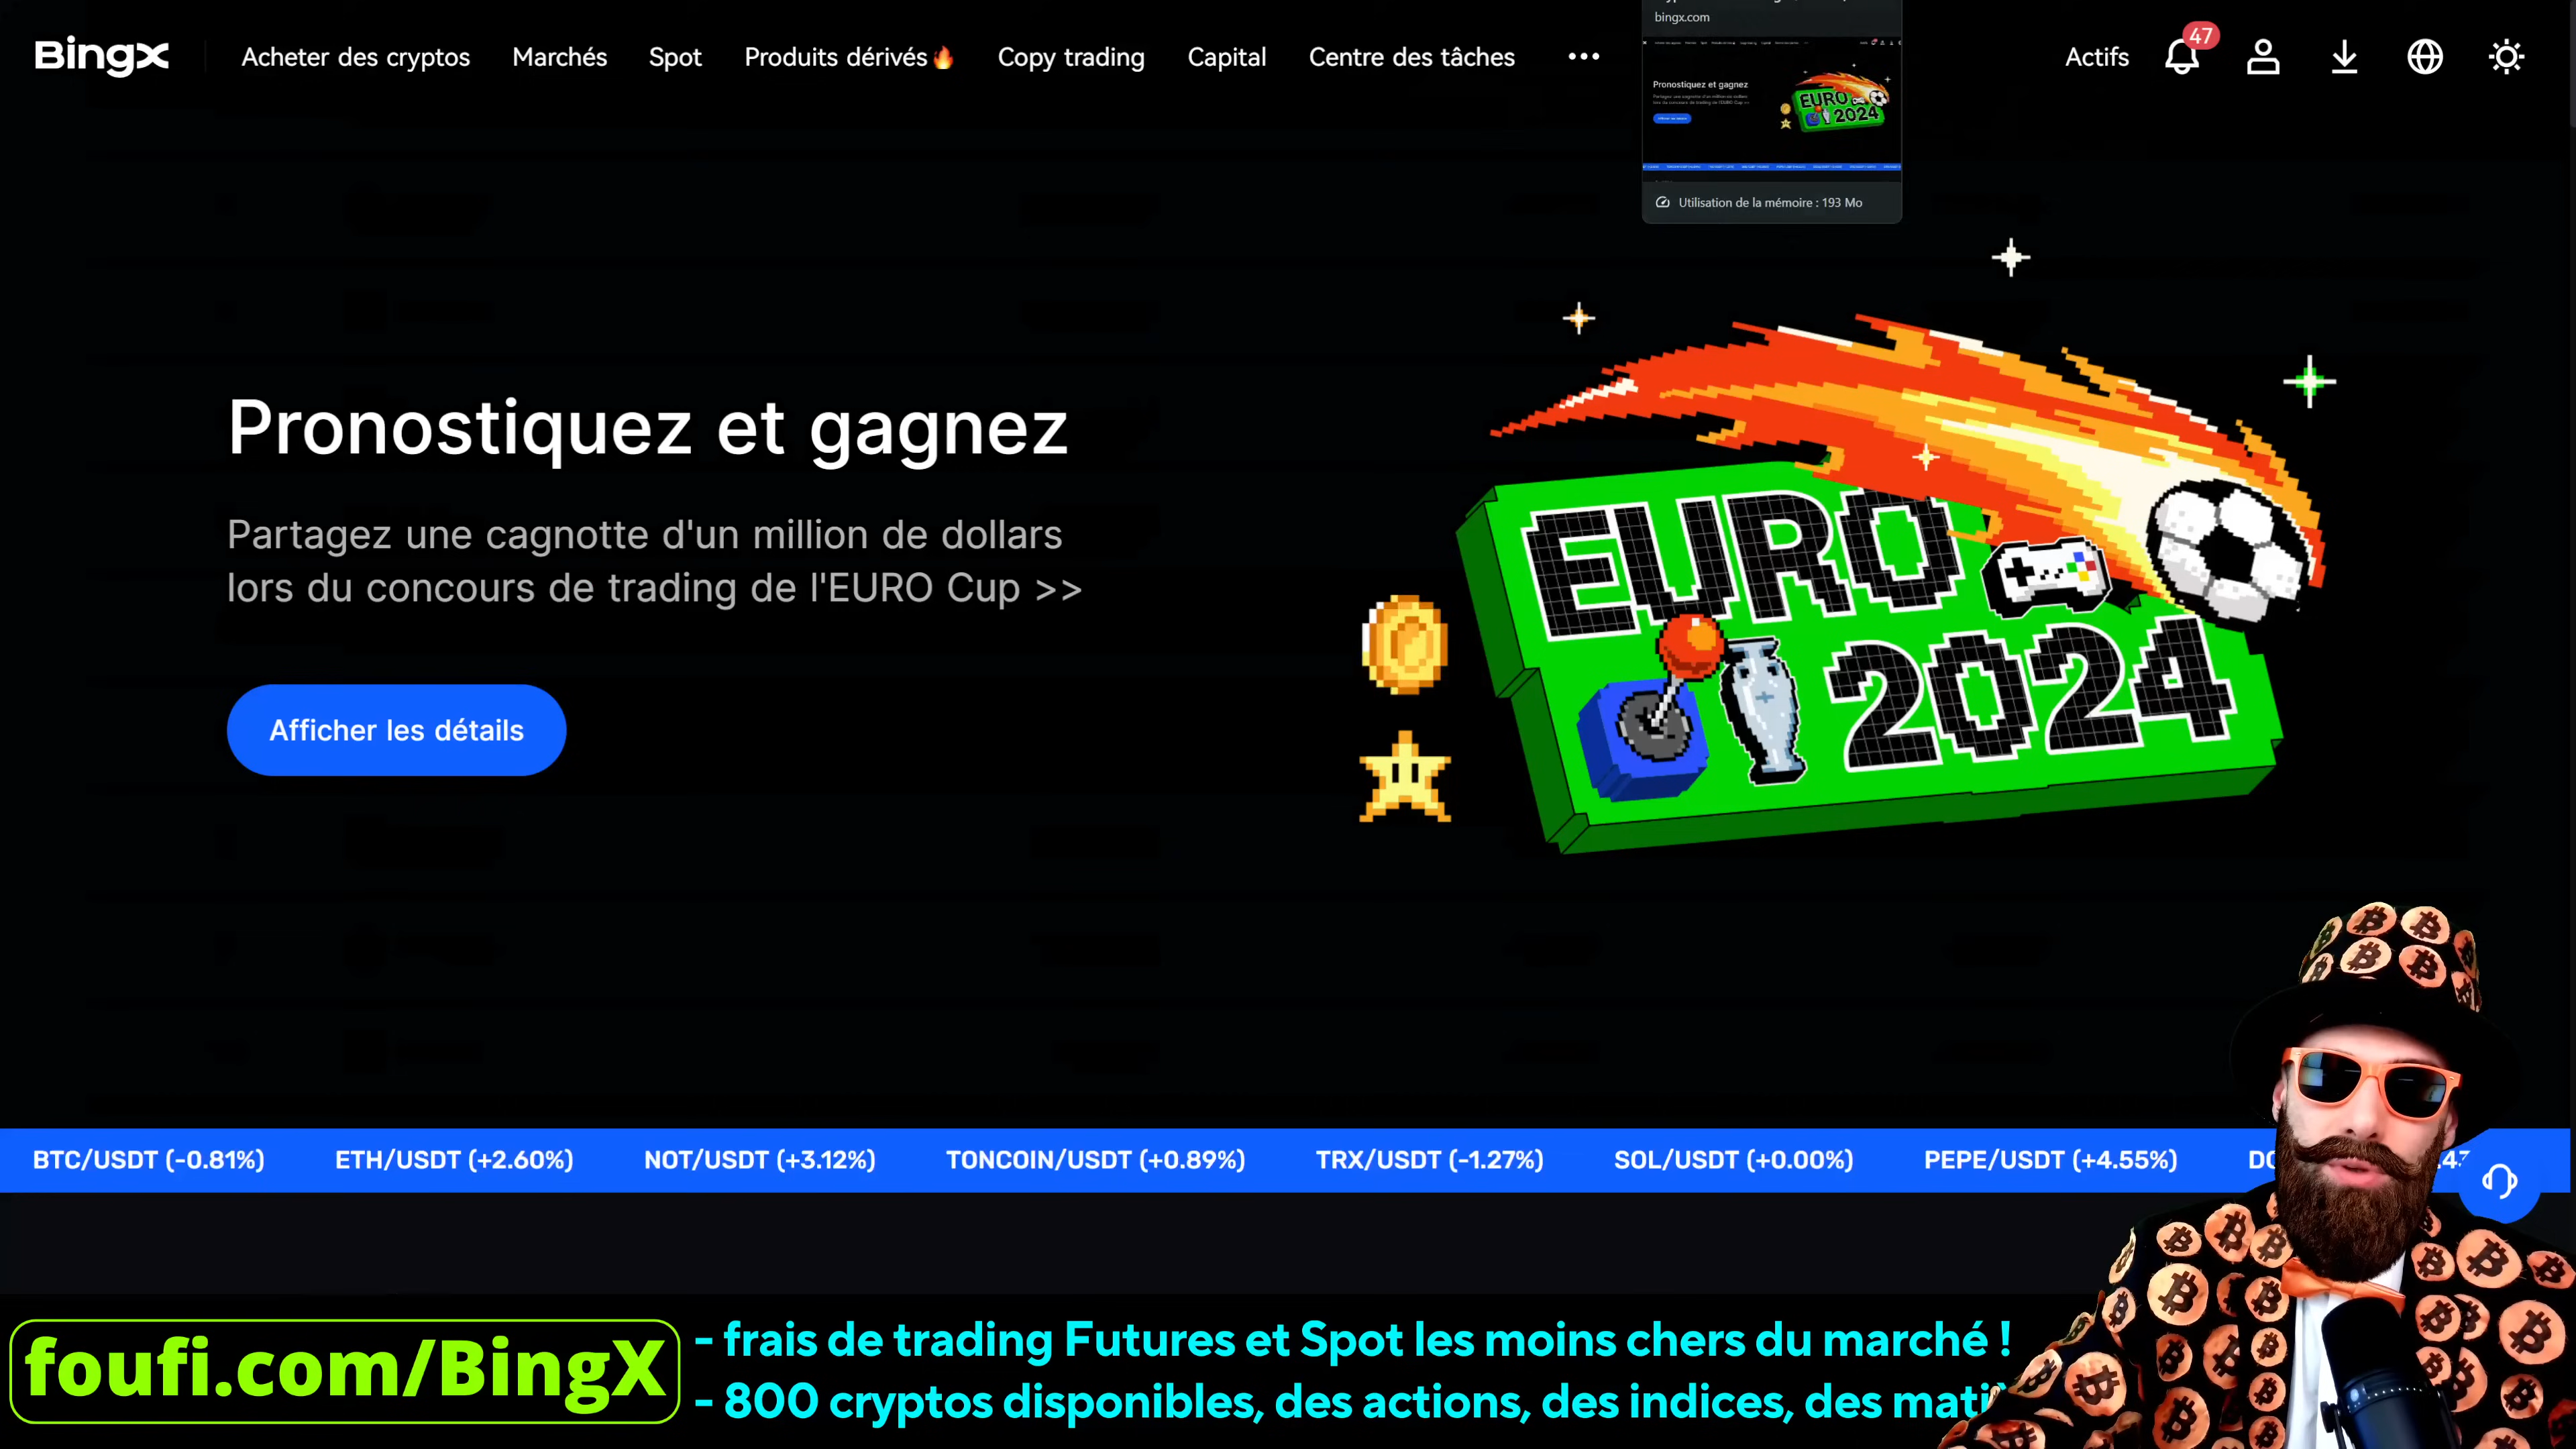 bingx.com
BingX
Acheter des cryptos
Marchés
Spot
Produits dérivés
Copy trading
Capital
Centre des tâches
Actifs
47
Pronostiquez et gagnez
EURO
2024
Utilisation de la mémoire : 193 Mo
Pronostiquez et gagnez
Partagez une cagnotte d'un million de dollars
lors du concours de trading de l'EURO Cup >>
Afficher les détails
EURO
2024
BTC/USDT (-0.81%)
ETH/USDT (+2.60%)
NOT/USDT (+3.12%)
TONCOIN/USDT (+0.89%)
TRX/USDT (-1.27%)
SOL/USDT (+0.00%)
PEPE/USDT (+4.55%)
foufi.com/BingX
- frais de trading Futures et Spot les moins chers du marché !
- 800 cryptos disponibles, des actions, des indices, des